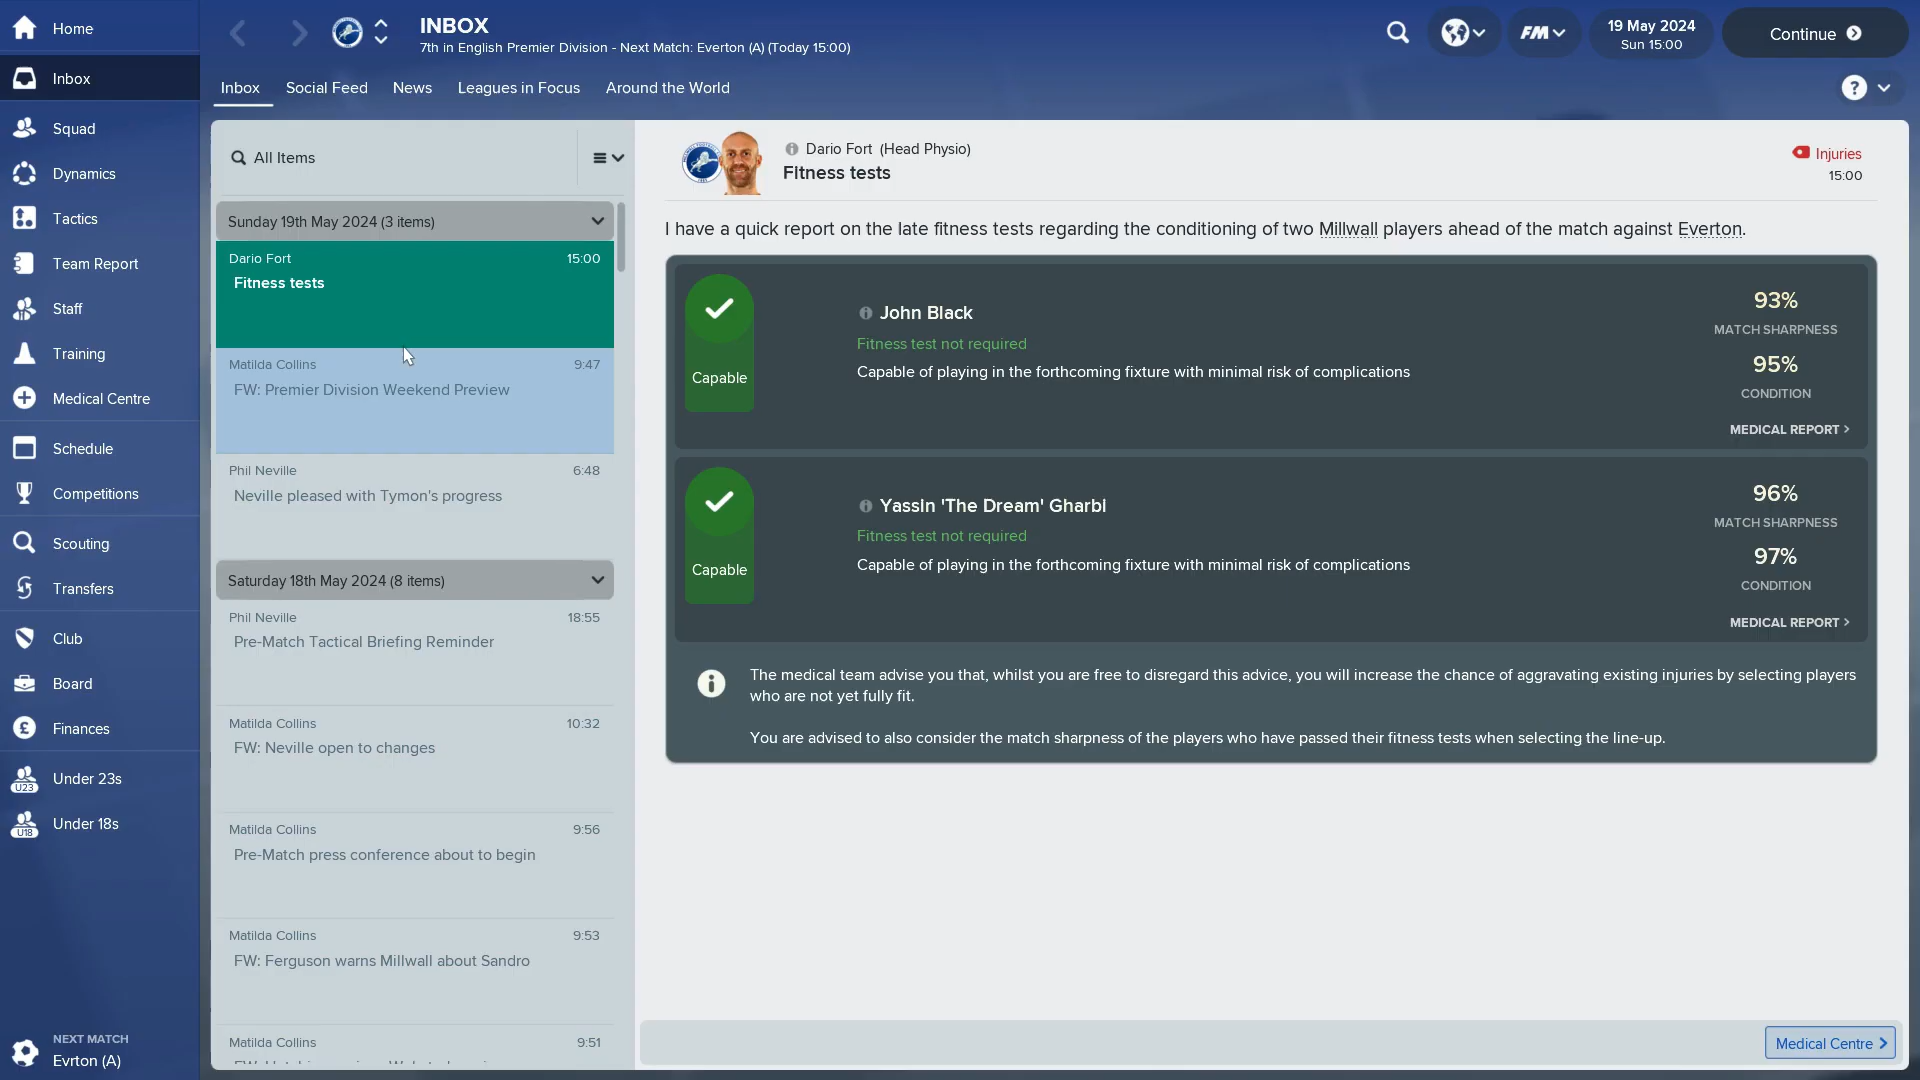 Home
Inbox
Squad
Dynamics
Tactics
Team Report
Staff
Training
Medical Centre
Schedule
Competitions
Scouting
Transfers
Club
Board
Finances
U23
Under 23s
U18
Under 18s
NEXT MATCH
Evrton (A)
INBOX
7th in English Premier Division - Next Match: Everton (A) (Today 15:00)
FM
19 May 2024
Sun 15:00
Continue
Inbox Social Feed News Leagues in Focus Around the World
?
All Items
Sunday 19th May 2024 (3 items)
Dario Fort 15:00
Fitness tests
Matilda Collins 9:47
FW: Premier Division Weekend Preview
Phil Neville 6:48
Neville pleased with Tymon's progress
Saturday 18th May 2024 (8 items)
Phil Neville 18:55
Pre-Match Tactical Briefing Reminder
Matilda Collins 10:32
FW: Neville open to changes
Matilda Collins 9:56
Pre-Match press conference about to begin
Matilda Collins 9:53
FW: Ferguson warns Millwall about Sandro
Matilda Collins 9:51
Dario Fort (Head Physio)
Fitness tests
Injuries
15:00
I have a quick report on the late fitness tests regarding the conditioning of two Millwall players ahead of the match against Everton.
Capable
John Black
Fitness test not required
Capable of playing in the forthcoming fixture with minimal risk of complications
93%
MATCH SHARPNESS
95%
CONDITION
MEDICAL REPORT >
Capable
Yassin 'The Dream' Gharbi
Fitness test not required
Capable of playing in the forthcoming fixture with minimal risk of complications
96%
MATCH SHARPNESS
97%
CONDITION
MEDICAL REPORT >
The medical team advise you that, whilst you are free to disregard this advice, you will increase the chance of aggravating existing injuries by selecting players
who are not yet fully fit.
You are advised to also consider the match sharpness of the players who have passed their fitness tests when selecting the line-up.
Medical Centre >